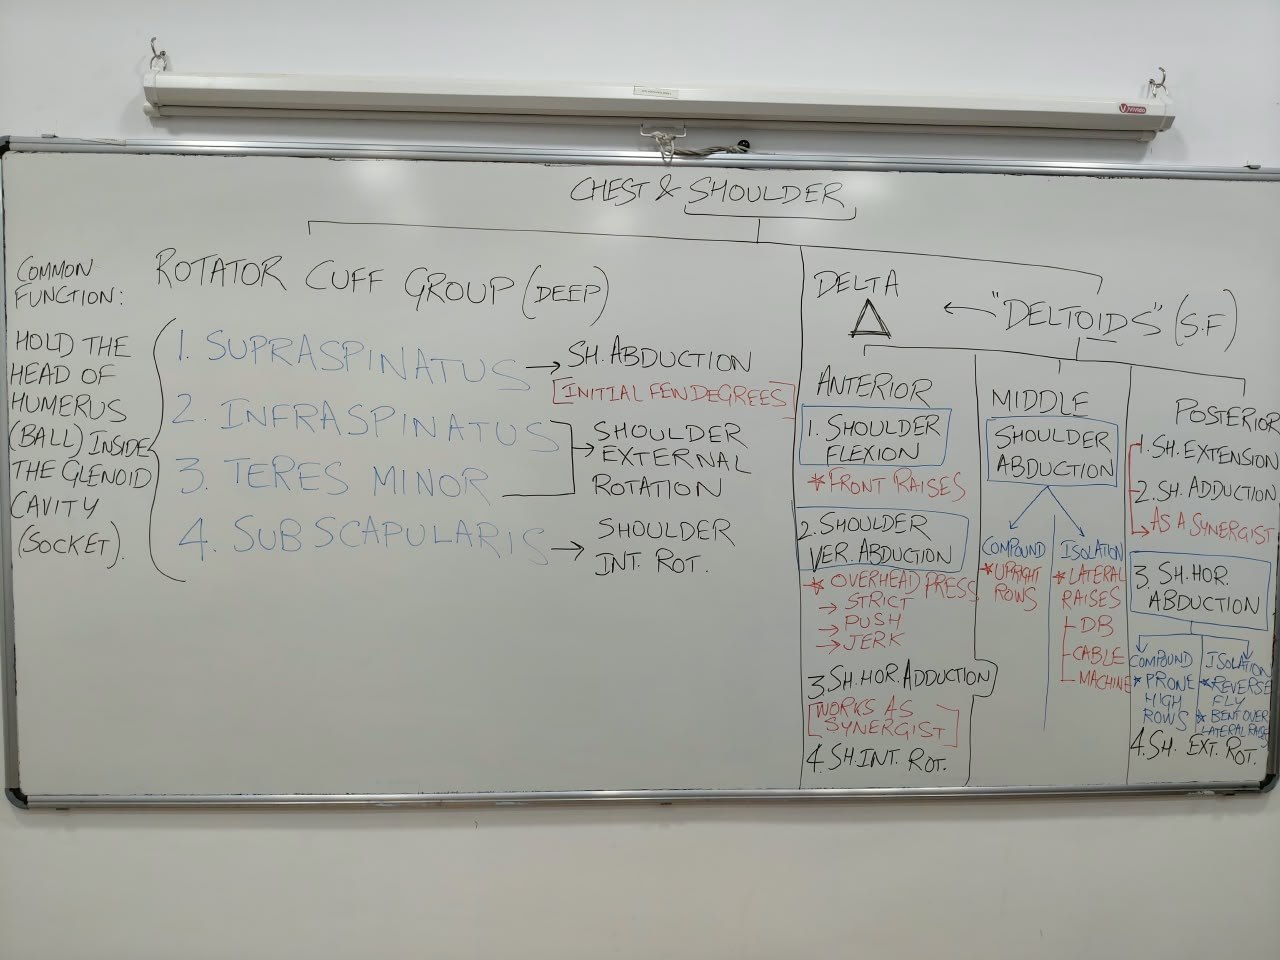 CHEST & SHOULDER
COMMON
FUNCTION:
HOLD THE
HEAD OF
HUMERUS
(BALL) INSIDE
THE GLENOID
CAVITY
(SOCKET).
ROTATOR CUFF GROUP (DEEP)
1. SUPRASPINATUS → SH. ABDUCTION
[INITIAL FEW DEGREES]
2. INFRASPINATUS
3. TERES MINOR
SHOULDER
EXTERNAL
ROTATION
4. SUBSCAPULARIS → SHOULDER
INT. ROT.
DELTA
← "DELTOIDS" (S.F)
ANTERIOR
1. SHOULDER
FLEXION
* FRONT RAISES
2. SHOULDER
VER. ABDUCTION
* OVERHEAD PRESS
→ STRICT
→ PUSH
→ JERK
3. SH. HOR. ADDUCTION
[WORKS AS
SYNERGIST]
4. SH. INT. ROT.
MIDDLE
SHOULDER
ABDUCTION
COMPOUND
* UPRIGHT
ROWS
ISOLATION
* LATERAL
RAISES
DB
CABLE
MACHINE
POSTERIOR
1. SH. EXTENSION
2. SH. ADDUCTION
→ AS A SYNERGIST
3. SH. HOR.
ABDUCTION
COMPOUND
* PRONE
HIGH
ROWS
ISOLATION
* REVERSE
FLY
* BENT OVER
LATERAL RAISE
4. SH. EXT. ROT.